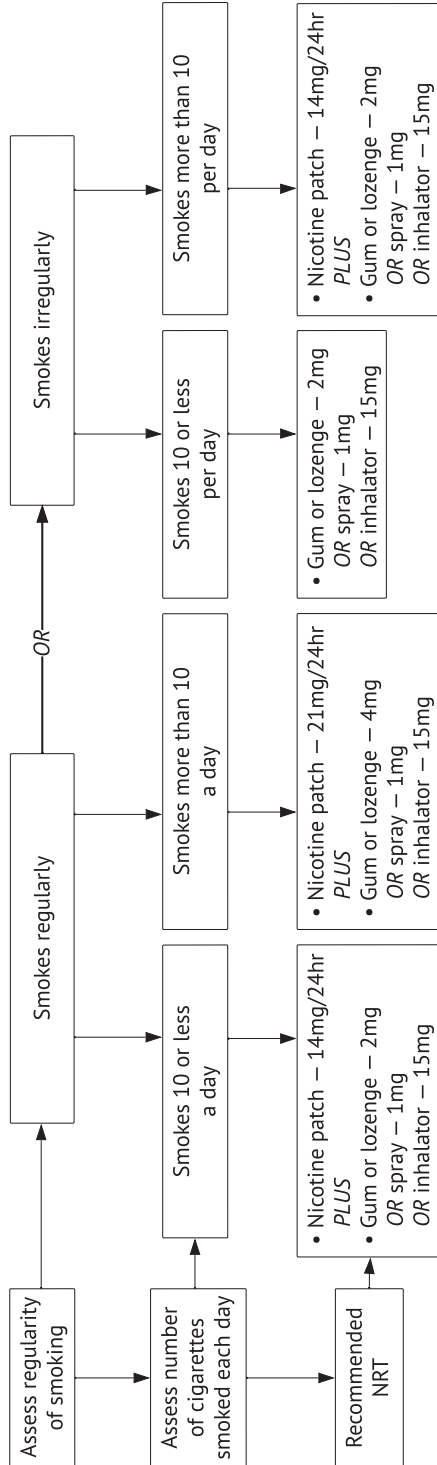 Assess regularity
of smoking
Smokes regularly
OR
Smokes irregularly
Assess number
of cigarettes
smoked each day
Smokes 10 or less
a day
Smokes more than 10
a day
Smokes 10 or less
per day
Smokes more than 10
per day
Recommended
NRT
• Nicotine patch – 14mg/24hr
PLUS
• Gum or lozenge – 2mg
OR spray – 1mg
OR inhalator – 15mg
• Nicotine patch – 21mg/24hr
PLUS
• Gum or lozenge – 4mg
OR spray – 1mg
OR inhalator – 15mg
• Gum or lozenge – 2mg
OR spray – 1mg
OR inhalator – 15mg
• Nicotine patch – 14mg/24hr
PLUS
• Gum or lozenge – 2mg
OR spray – 1mg
OR inhalator – 15mg